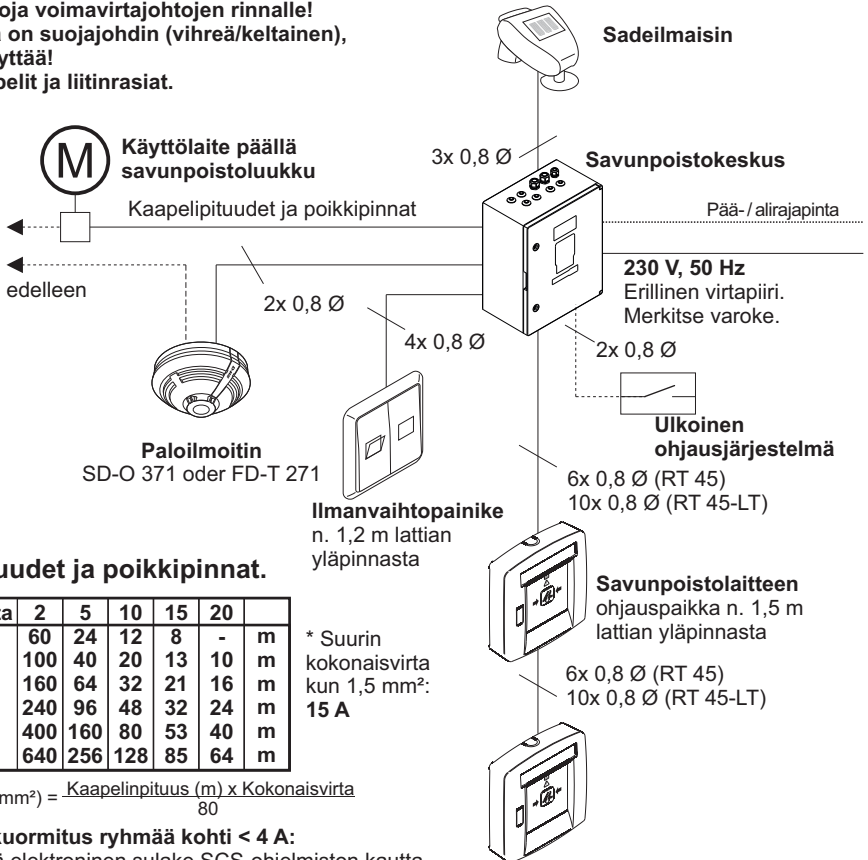 oja voimavirtajohtojen rinnalle!
on suojajohdin (vihreä/keltainen),
yttää!
pelit ja liitinrasiat.
Sadeilmaisin
M
Käyttölaite päällä
savunpoistoluukku
3x 0,8 Ø
Savunpoistokeskus
Kaapelipituudet ja poikkipinnat
Pää- / alirajapinta
edelleen
2x 0,8 Ø
230 V, 50 Hz
Erillinen virtapiiri.
Merkitse varoke.
4x 0,8 Ø
2x 0,8 Ø
Paloilmoitin
SD-O 371 oder FD-T 271
Ulkoinen
ohjausjärjestelmä
6x 0,8 Ø (RT 45)
10x 0,8 Ø (RT 45-LT)
Ilmanvaihtopainike
n. 1,2 m lattian
yläpinnasta
uudet ja poikkipinnat.
Savunpoistolaitteen
ohjauspaikka n. 1,5 m
lattian yläpinnasta
ta 2 5 10 15 20
60 24 12 8 - m
100 40 20 13 10 m
160 64 32 21 16 m
240 96 48 32 24 m
400 160 80 53 40 m
640 256 128 85 64 m
* Suurin
kokonaisvirta
kun 1,5 mm²:
15 A
6x 0,8 Ø (RT 45)
10x 0,8 Ø (RT 45-LT)
mm²) = Kaapelinpituus (m) x Kokonaisvirta
80
kuormitus ryhmää kohti < 4 A:
elektroninen sulake SCS-ohjelmiston kautta